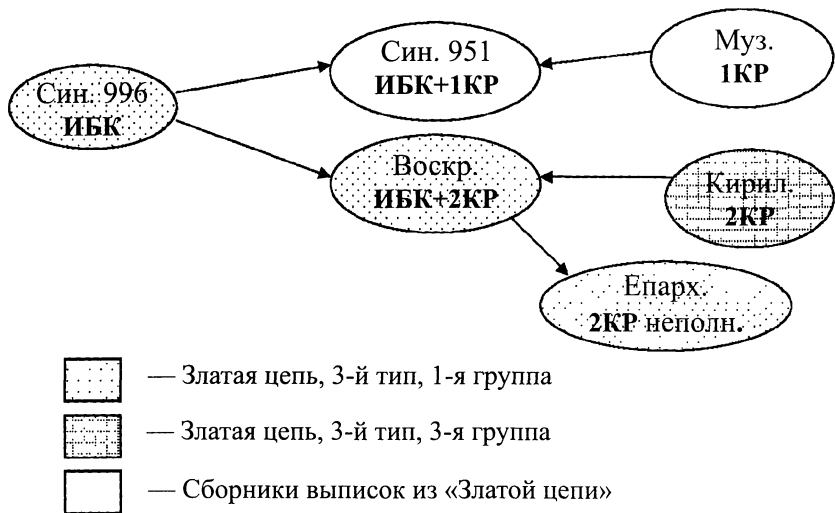 Син. 996
ИБК
Син. 951
ИБК+1КР
Муз.
1КР
Воскр.
ИБК+2КР
Кирил.
2КР
Епарх.
2КР неполн.
— Златая цепь, 3-й тип, 1-я группа
— Златая цепь, 3-й тип, 3-я группа
— Сборники выписок из «Златой цепи»